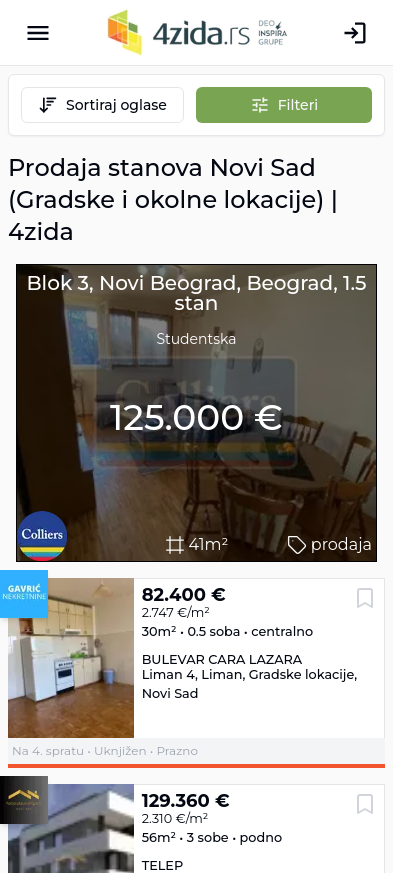 4zida.rs
DEO
INSPIRA
GRUPE
Sortiraj oglase
Filteri
Prodaja stanova Novi Sad
(Gradske i okolne lokacije) |
4zida
Blok 3, Novi Beograd, Beograd, 1.5
stan
Studentska
Colliers
125.000 €
Colliers
41m²
prodaja
GAVRIĆ
NEKRETNINE
82.400 €
2.747 €/m²
30m² • 0.5 soba • centralno
BULEVAR CARA LAZARA
Liman 4, Liman, Gradske lokacije,
Novi Sad
Na 4. spratu • Uknjižen • Prazno
129.360 €
2.310 €/m²
56m² • 3 sobe • podno
TELEP